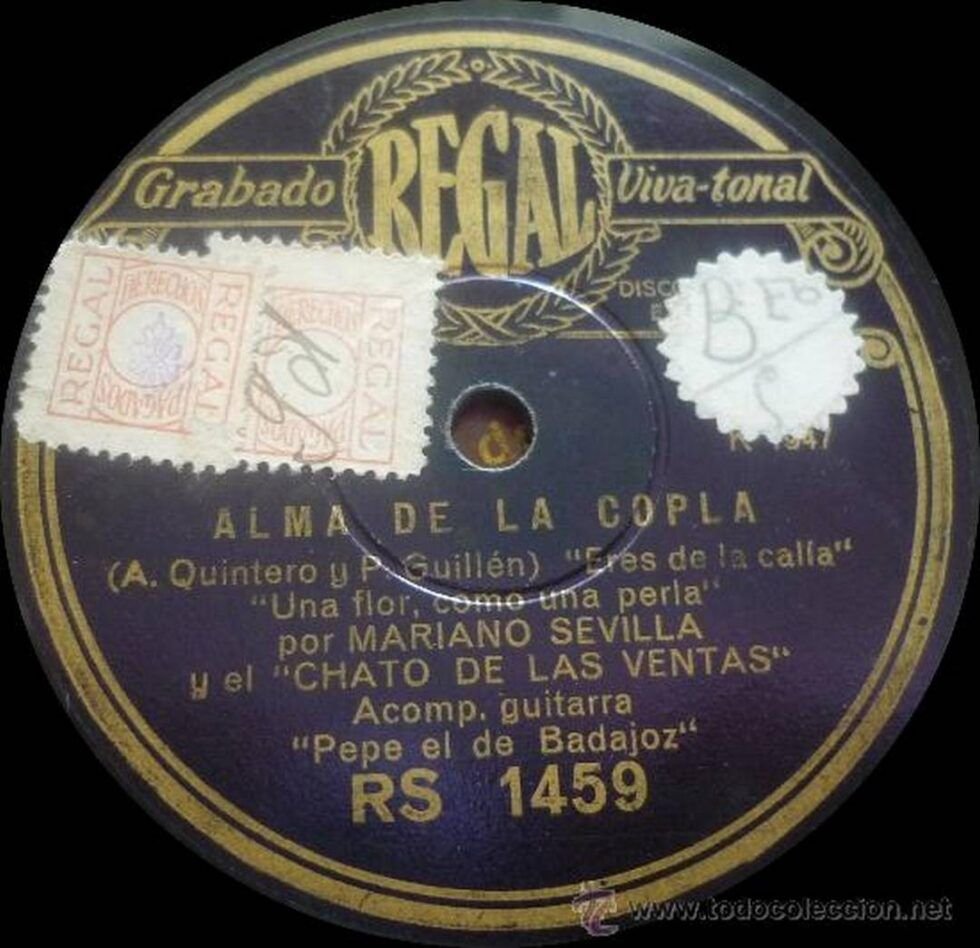 REGAL
Grabado
Viva-tonal
REGAL DERECHOS PAGADOS REGAL
DERECHOS REGAL
ALMA DE LA COPLA
(A. Quintero y P. Guillén) "Eres de la calía"
"Una flor, como una perla"
por MARIANO SEVILLA
y el "CHATO DE LAS VENTAS"
Acomp. guitarra
"Pepe el de Badajoz"
RS 1459
www.todocoleccion.net